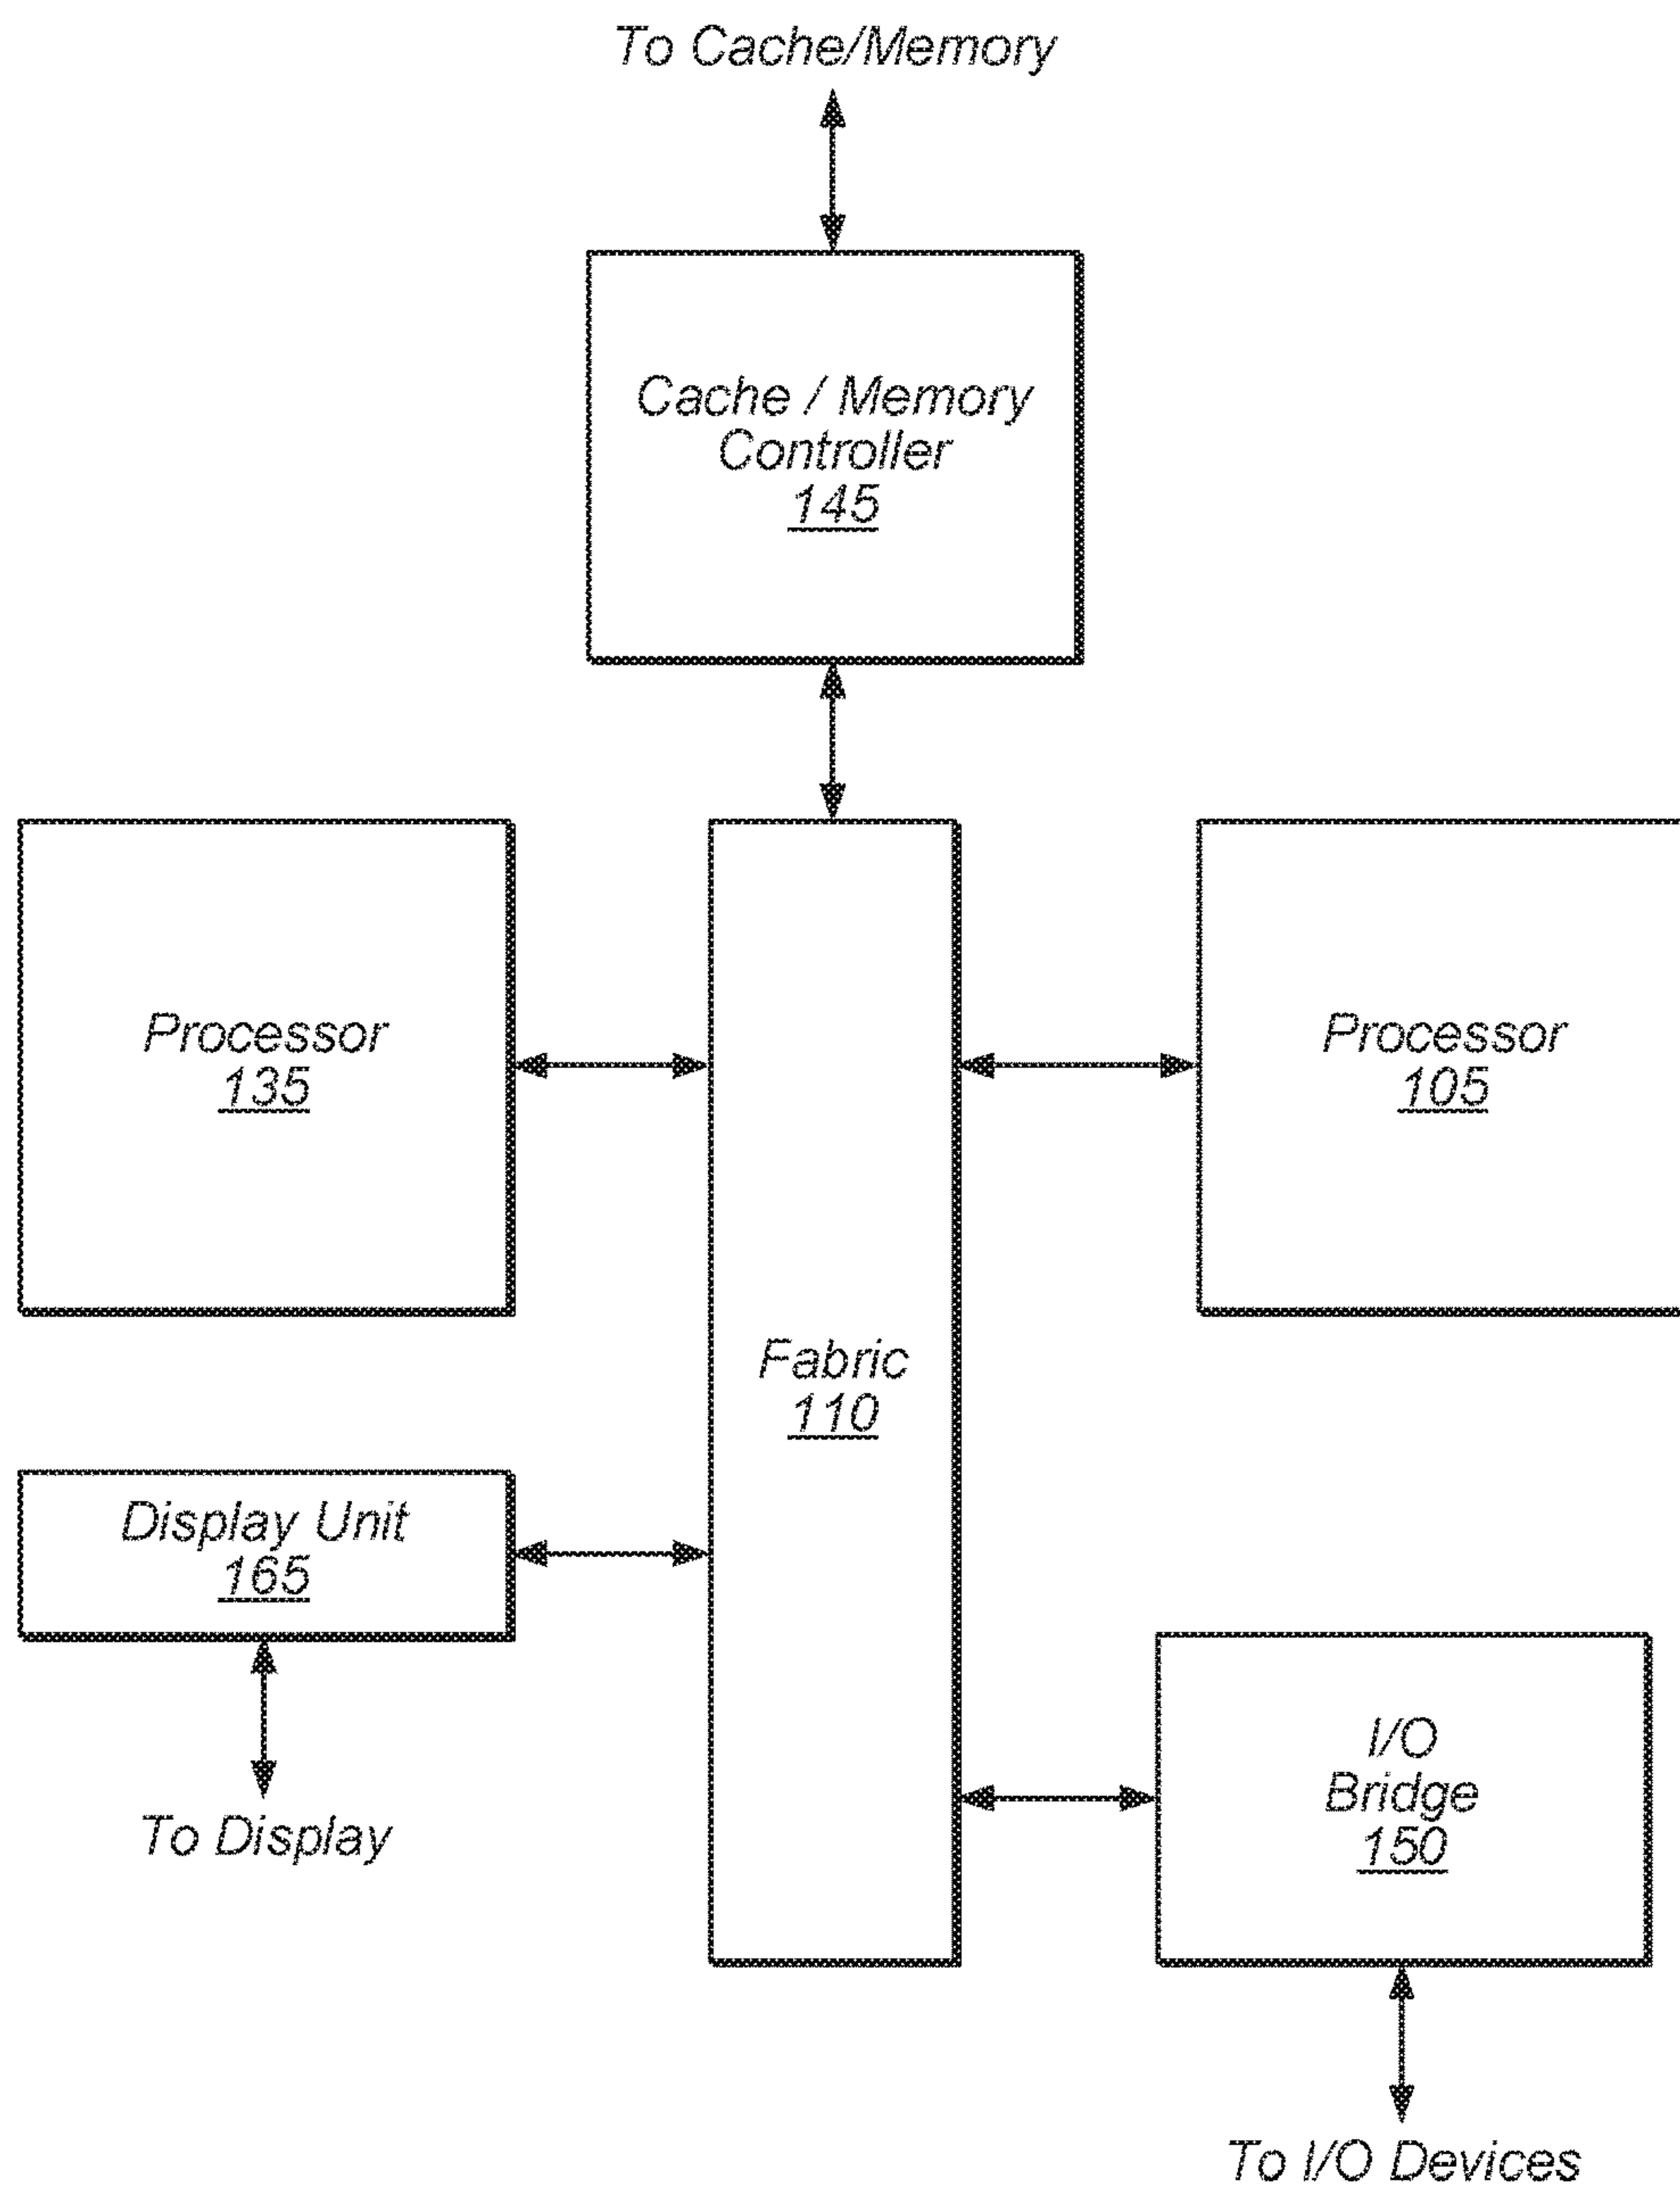 To Cache/Memory
Cache / Memory
Controller
145
Processor
135
Processor
105
Fabric
110
Display Unit
165
To Display
I/O
Bridge
150
To I/O Devices